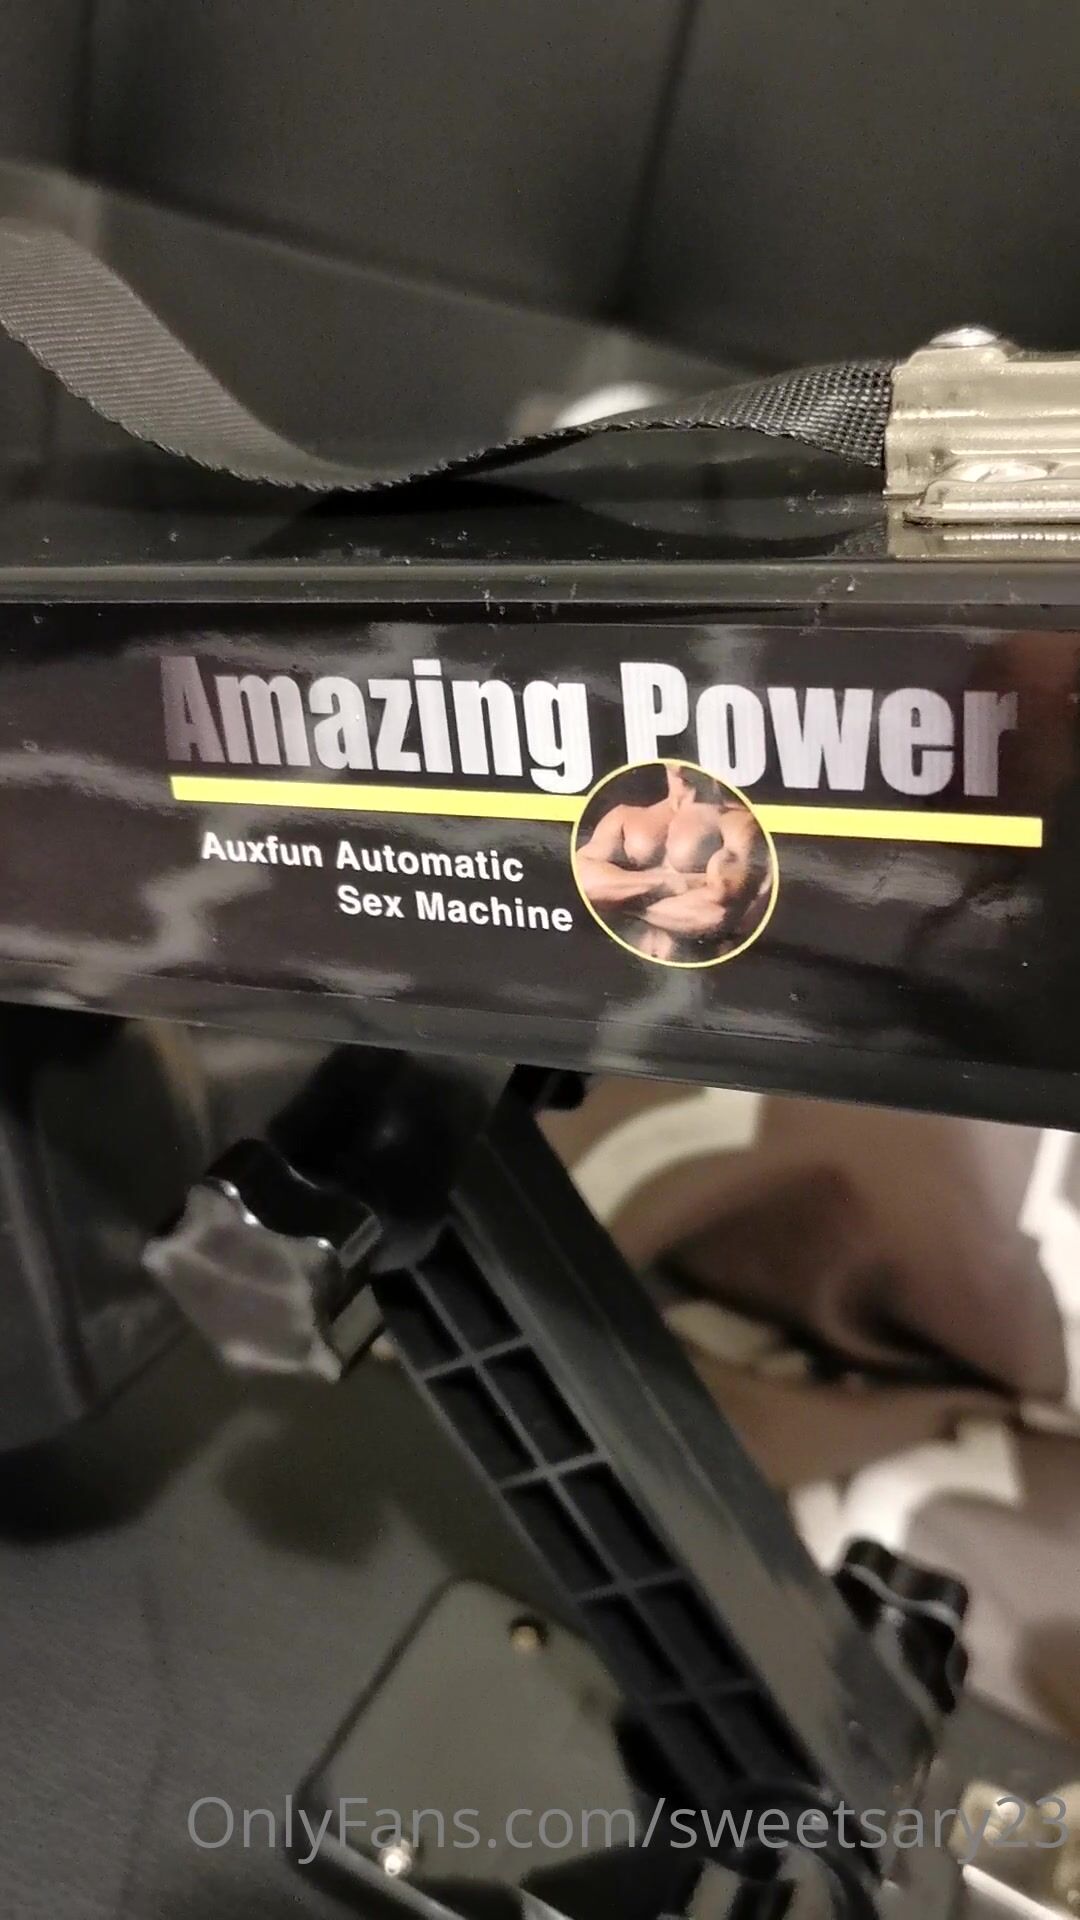 Amazing Power
Auxfun Automatic
Sex Machine
OnlyFans.com/sweetsary23